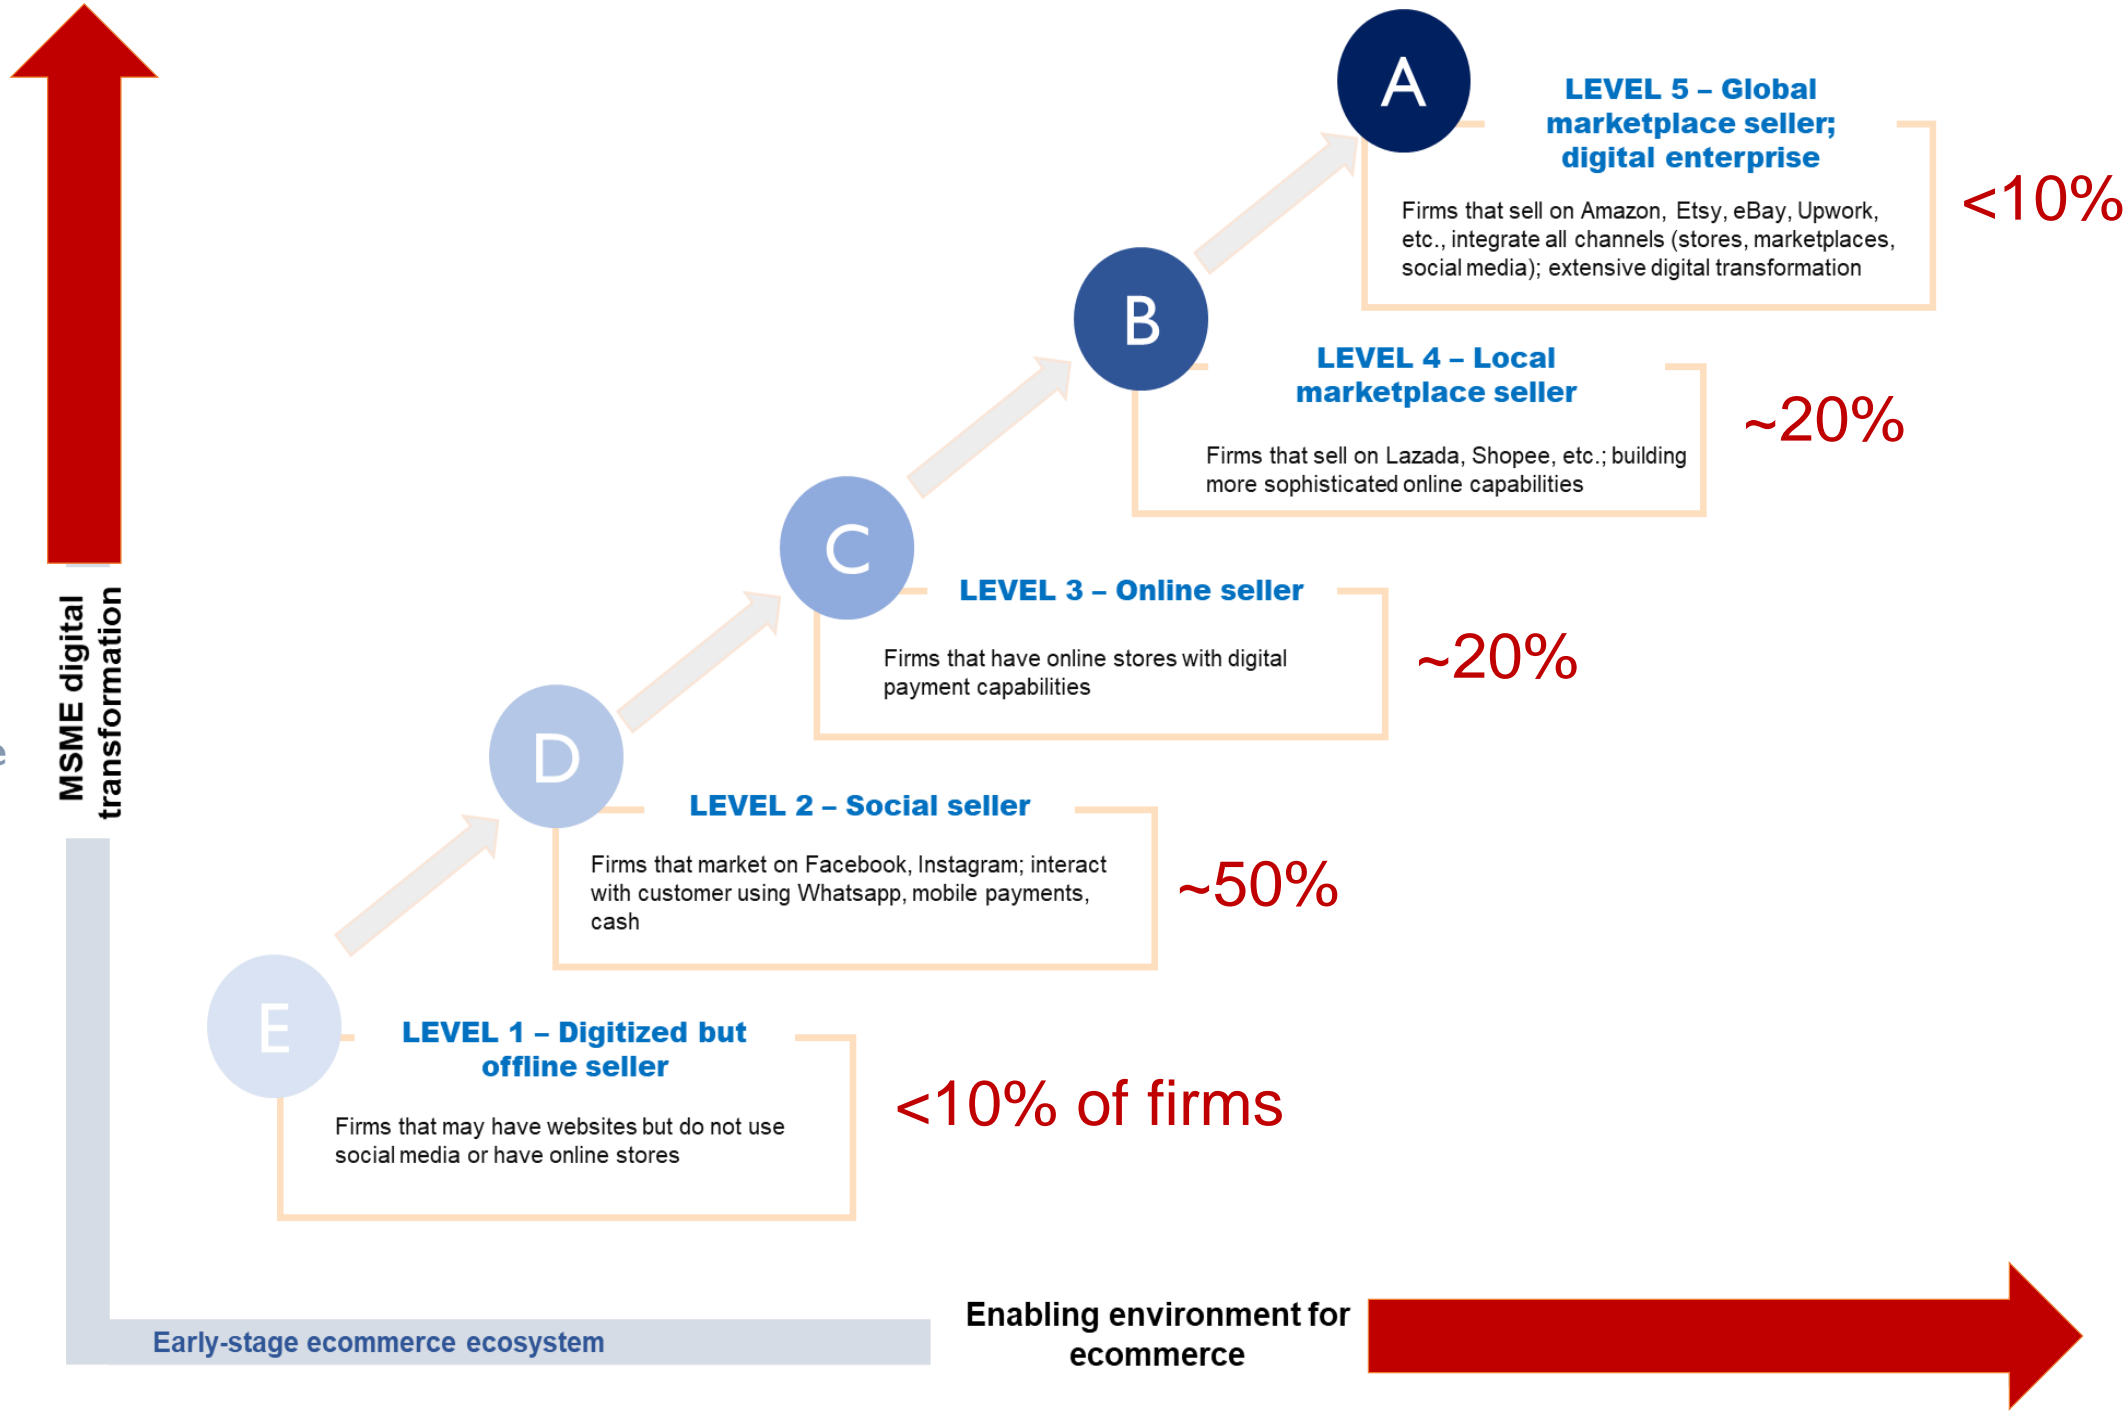 A
LEVEL 5 – Global
marketplace seller;
digital enterprise
Firms that sell on Amazon, Etsy, eBay, Upwork,
etc., integrate all channels (stores, marketplaces,
social media); extensive digital transformation
<10%
B
LEVEL 4 – Local
marketplace seller
Firms that sell on Lazada, Shopee, etc.; building
more sophisticated online capabilities
~20%
C
LEVEL 3 – Online seller
Firms that have online stores with digital
payment capabilities
~20%
D
LEVEL 2 – Social seller
Firms that market on Facebook, Instagram; interact
with customer using Whatsapp, mobile payments,
cash
~50%
E
LEVEL 1 – Digitized but
offline seller
Firms that may have websites but do not use
social media or have online stores
<10% of firms
MSME digital
transformation
e
Early-stage ecommerce ecosystem
Enabling environment for
ecommerce